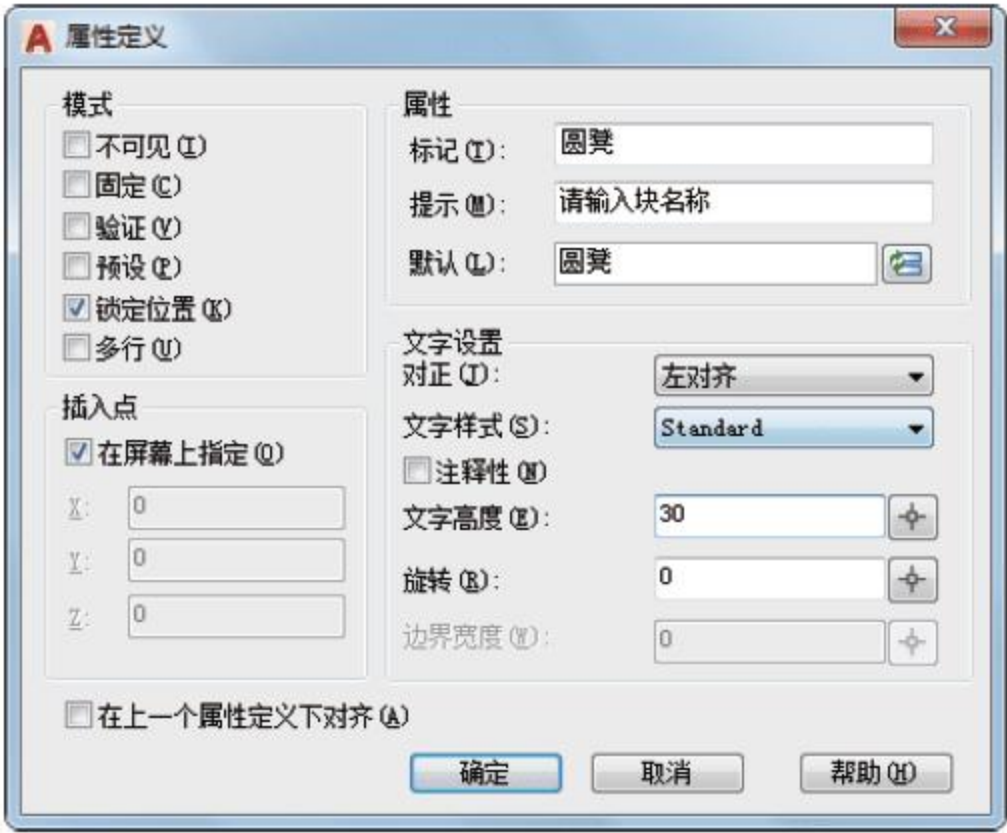 属性定义
模式
不可见(I)
固定(C)
验证(V)
预设(P)
锁定位置(K)
多行(U)
插入点
在屏幕上指定(O)
X: 0
Y: 0
Z: 0
属性
标记(T): 圆凳
提示(M): 请输入块名称
默认(L): 圆凳
文字设置
对正(J): 左对齐
文字样式(S): Standard
注释性(N)
文字高度(E): 30
旋转(R): 0
边界宽度(W): 0
在上一个属性定义下对齐(A)
确定 取消 帮助(H)